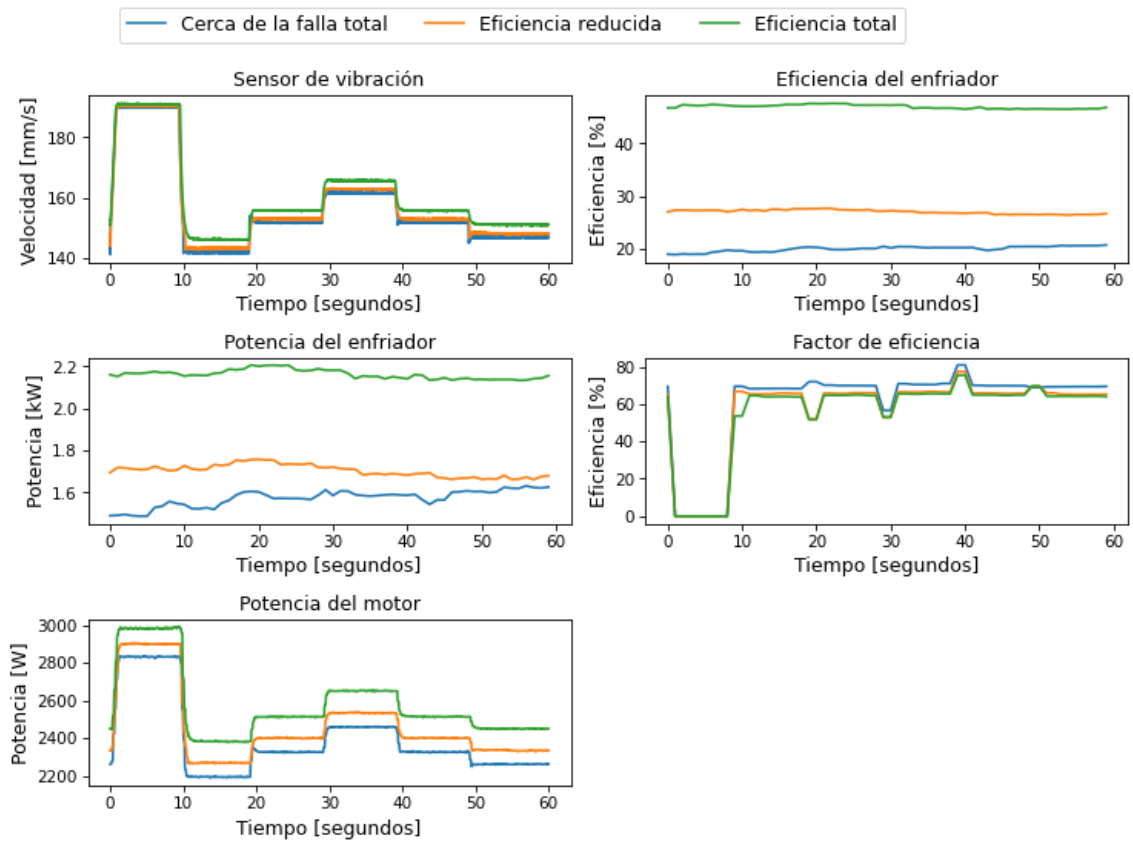 Cerca de la falla total Eficiencia reducida Eficiencia total
Sensor de vibración
Velocidad [mm/s]
180
160
140
0 10 20 30 40 50 60
Tiempo [segundos]
Eficiencia del enfriador
Eficiencia [%]
40
30
20
0 10 20 30 40 50 60
Tiempo [segundos]
Potencia del enfriador
Potencia [kW]
2.2
2.0
1.8
1.6
0 10 20 30 40 50 60
Tiempo [segundos]
Factor de eficiencia
Eficiencia [%]
80
60
40
20
0
0 10 20 30 40 50 60
Tiempo [segundos]
Potencia del motor
Potencia [W]
3000
2800
2600
2400
2200
0 10 20 30 40 50 60
Tiempo [segundos]